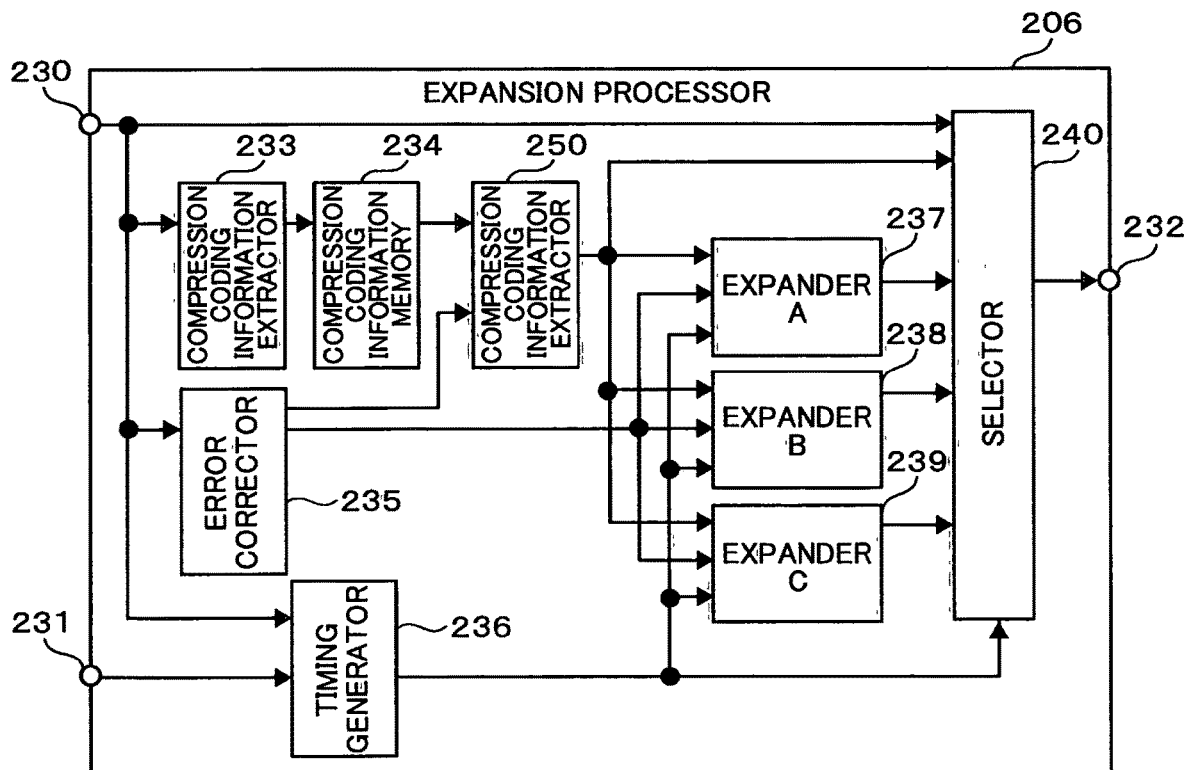 206
230
EXPANSION PROCESSOR
233
234
250
240
COMPRESSION
CODING
INFORMATION
EXTRACTOR
COMPRESSION
CODING
INFORMATION
MEMORY
COMPRESSION
CODING
INFORMATION
EXTRACTOR
237
232
EXPANDER
A
238
EXPANDER
B
SELECTOR
ERROR
CORRECTOR
235
239
EXPANDER
C
231
TIMING
GENERATOR
236